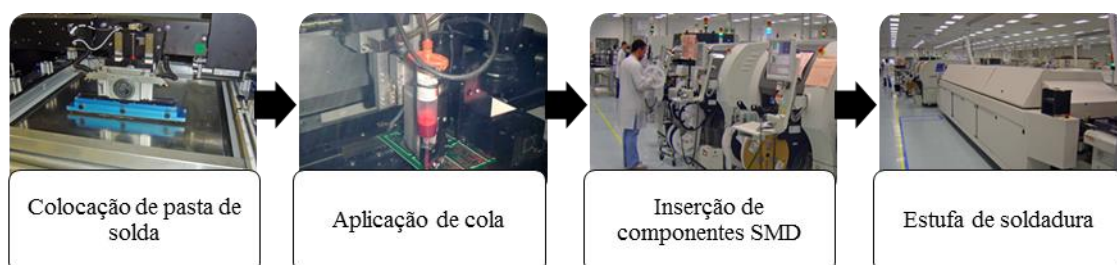 Colocação de pasta de
solda
Aplicação de cola
Inserção de
componentes SMD
Estufa de soldadura